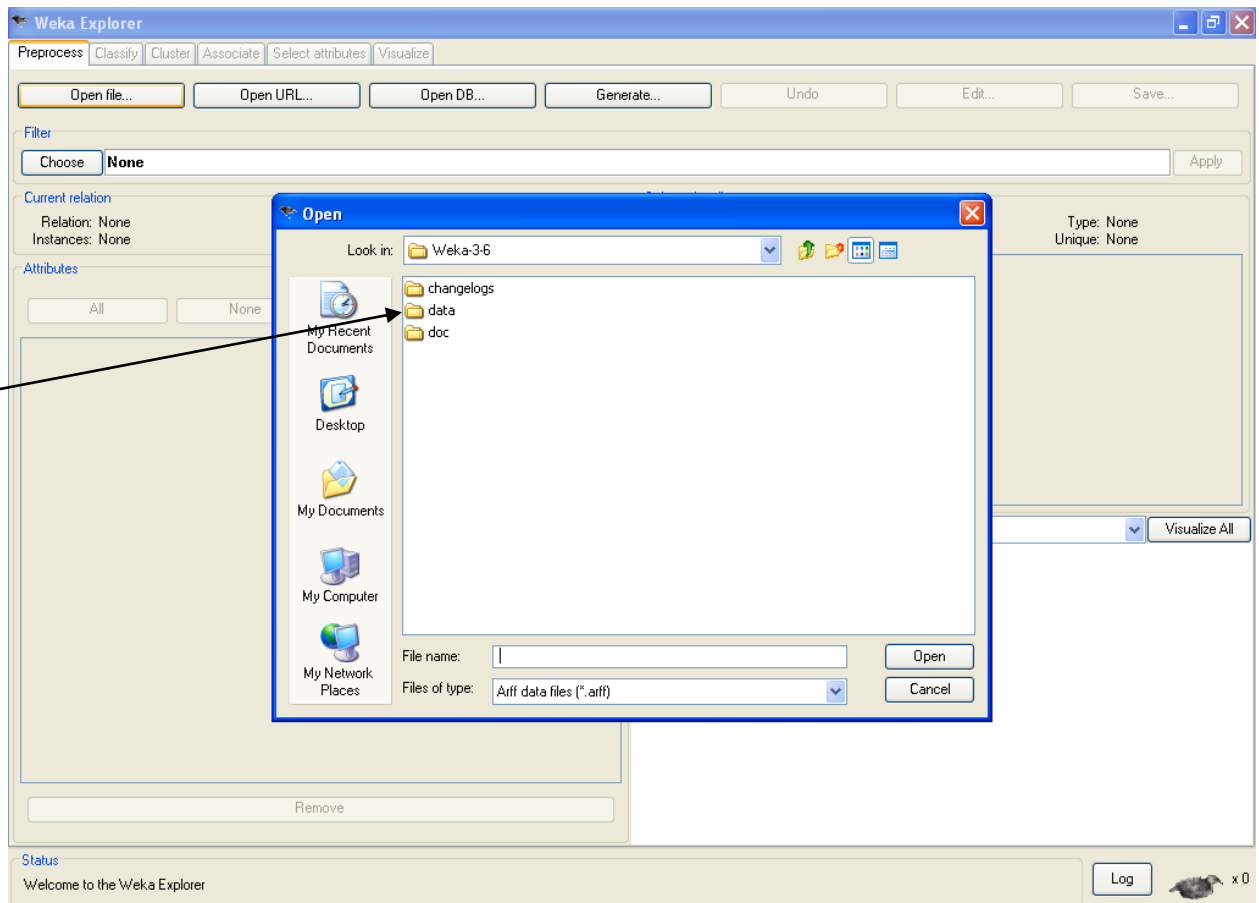 Weka Explorer
Preprocess Classify Cluster Associate Select attributes Visualize
Open file... Open URL... Open DB... Generate... Undo Edit... Save...
Filter
Choose None Apply
Current relation
Relation: None
Instances: None
Type: None
Unique: None
Attributes
All None
Open
Look in: Weka-3-6
changelogs
data
doc
My Recent
Documents
Desktop
My Documents
My Computer
My Network
Places
File name:
Open
Files of type: Arff data files (*.arff)
Cancel
Visualize All
Remove
Status
Welcome to the Weka Explorer
Log x 0